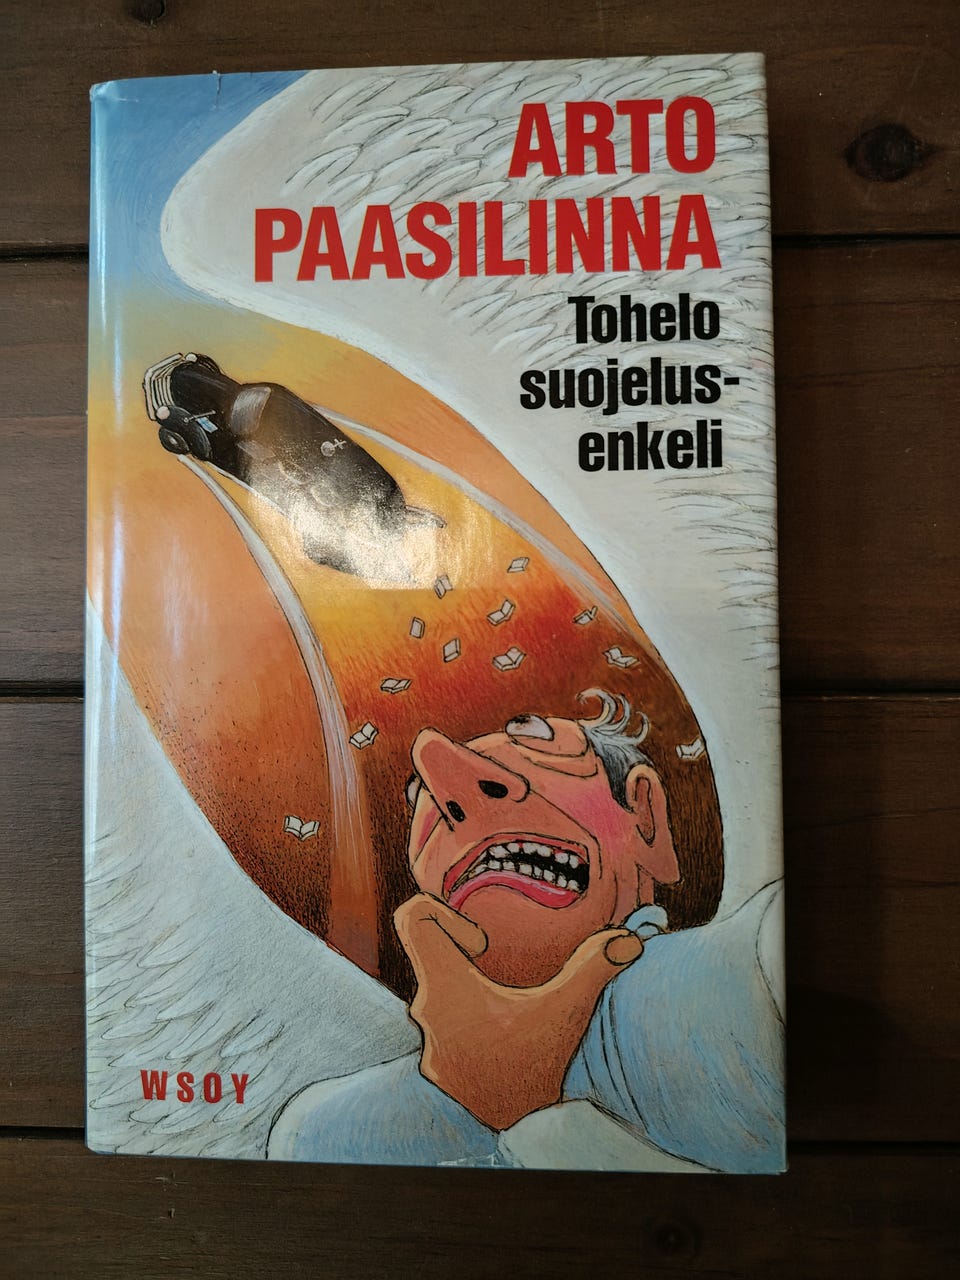 ARTO
PAASILINNA
Tohelo
suojelus-
enkeli
WSOY